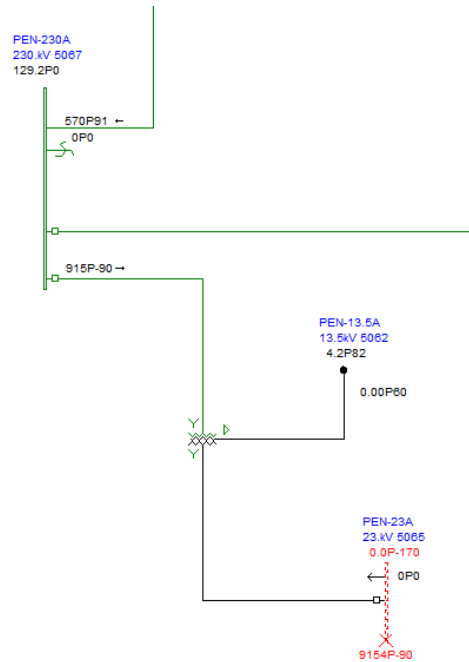 PEN-230A
230.kV 5067
129.2P0
570P91 ←
0P0
915P-90→
PEN-13.5A
13.5kV 5062
4.2P82
0.00P60
Y
Y
PEN-23A
23.kV 5065
0.0P-170
0P0
9154P-90